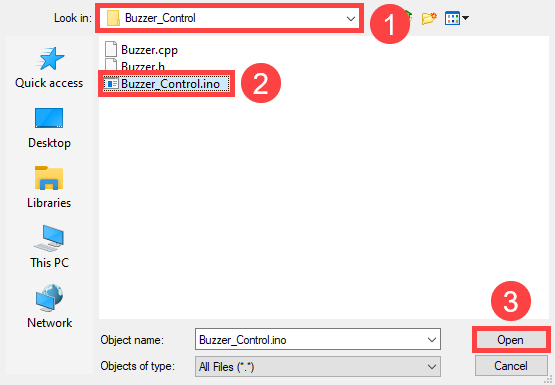 Look in: Buzzer_Control 1
Buzzer.cpp
Buzzer.h
Buzzer_Control.ino 2
Quick access
Desktop
Libraries
This PC
Network
3
Object name: Buzzer_Control.ino Open
Objects of type: All Files (*.*) Cancel